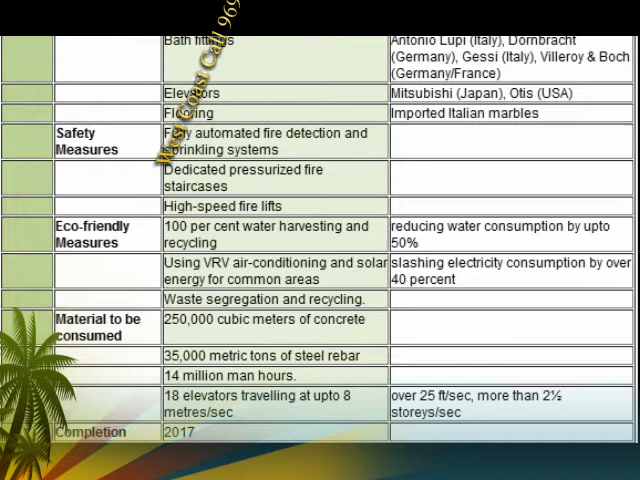 Bath fittings
Antonio Lupi (Italy), Dornbracht
(Germany), Gessi (Italy), Villeroy & Boch
(Germany/France)
Elevators
Mitsubishi (Japan), Otis (USA)
Flooring
Imported Italian marbles
Safety
Measures
Fully automated fire detection and
sprinkling systems
Dedicated pressurized fire
staircases
High-speed fire lifts
Eco-friendly
Measures
100 per cent water harvesting and
recycling
reducing water consumption by upto
50%
Using VRV air-conditioning and solar
energy for common areas
slashing electricity consumption by over
40 percent
Waste segregation and recycling.
Material to be
consumed
250,000 cubic meters of concrete
35,000 metric tons of steel rebar
14 million man hours.
18 elevators travelling at upto 8
metres/sec
over 25 ft/sec, more than 2½
storeys/sec
Completion
2017
West Coast Call 969